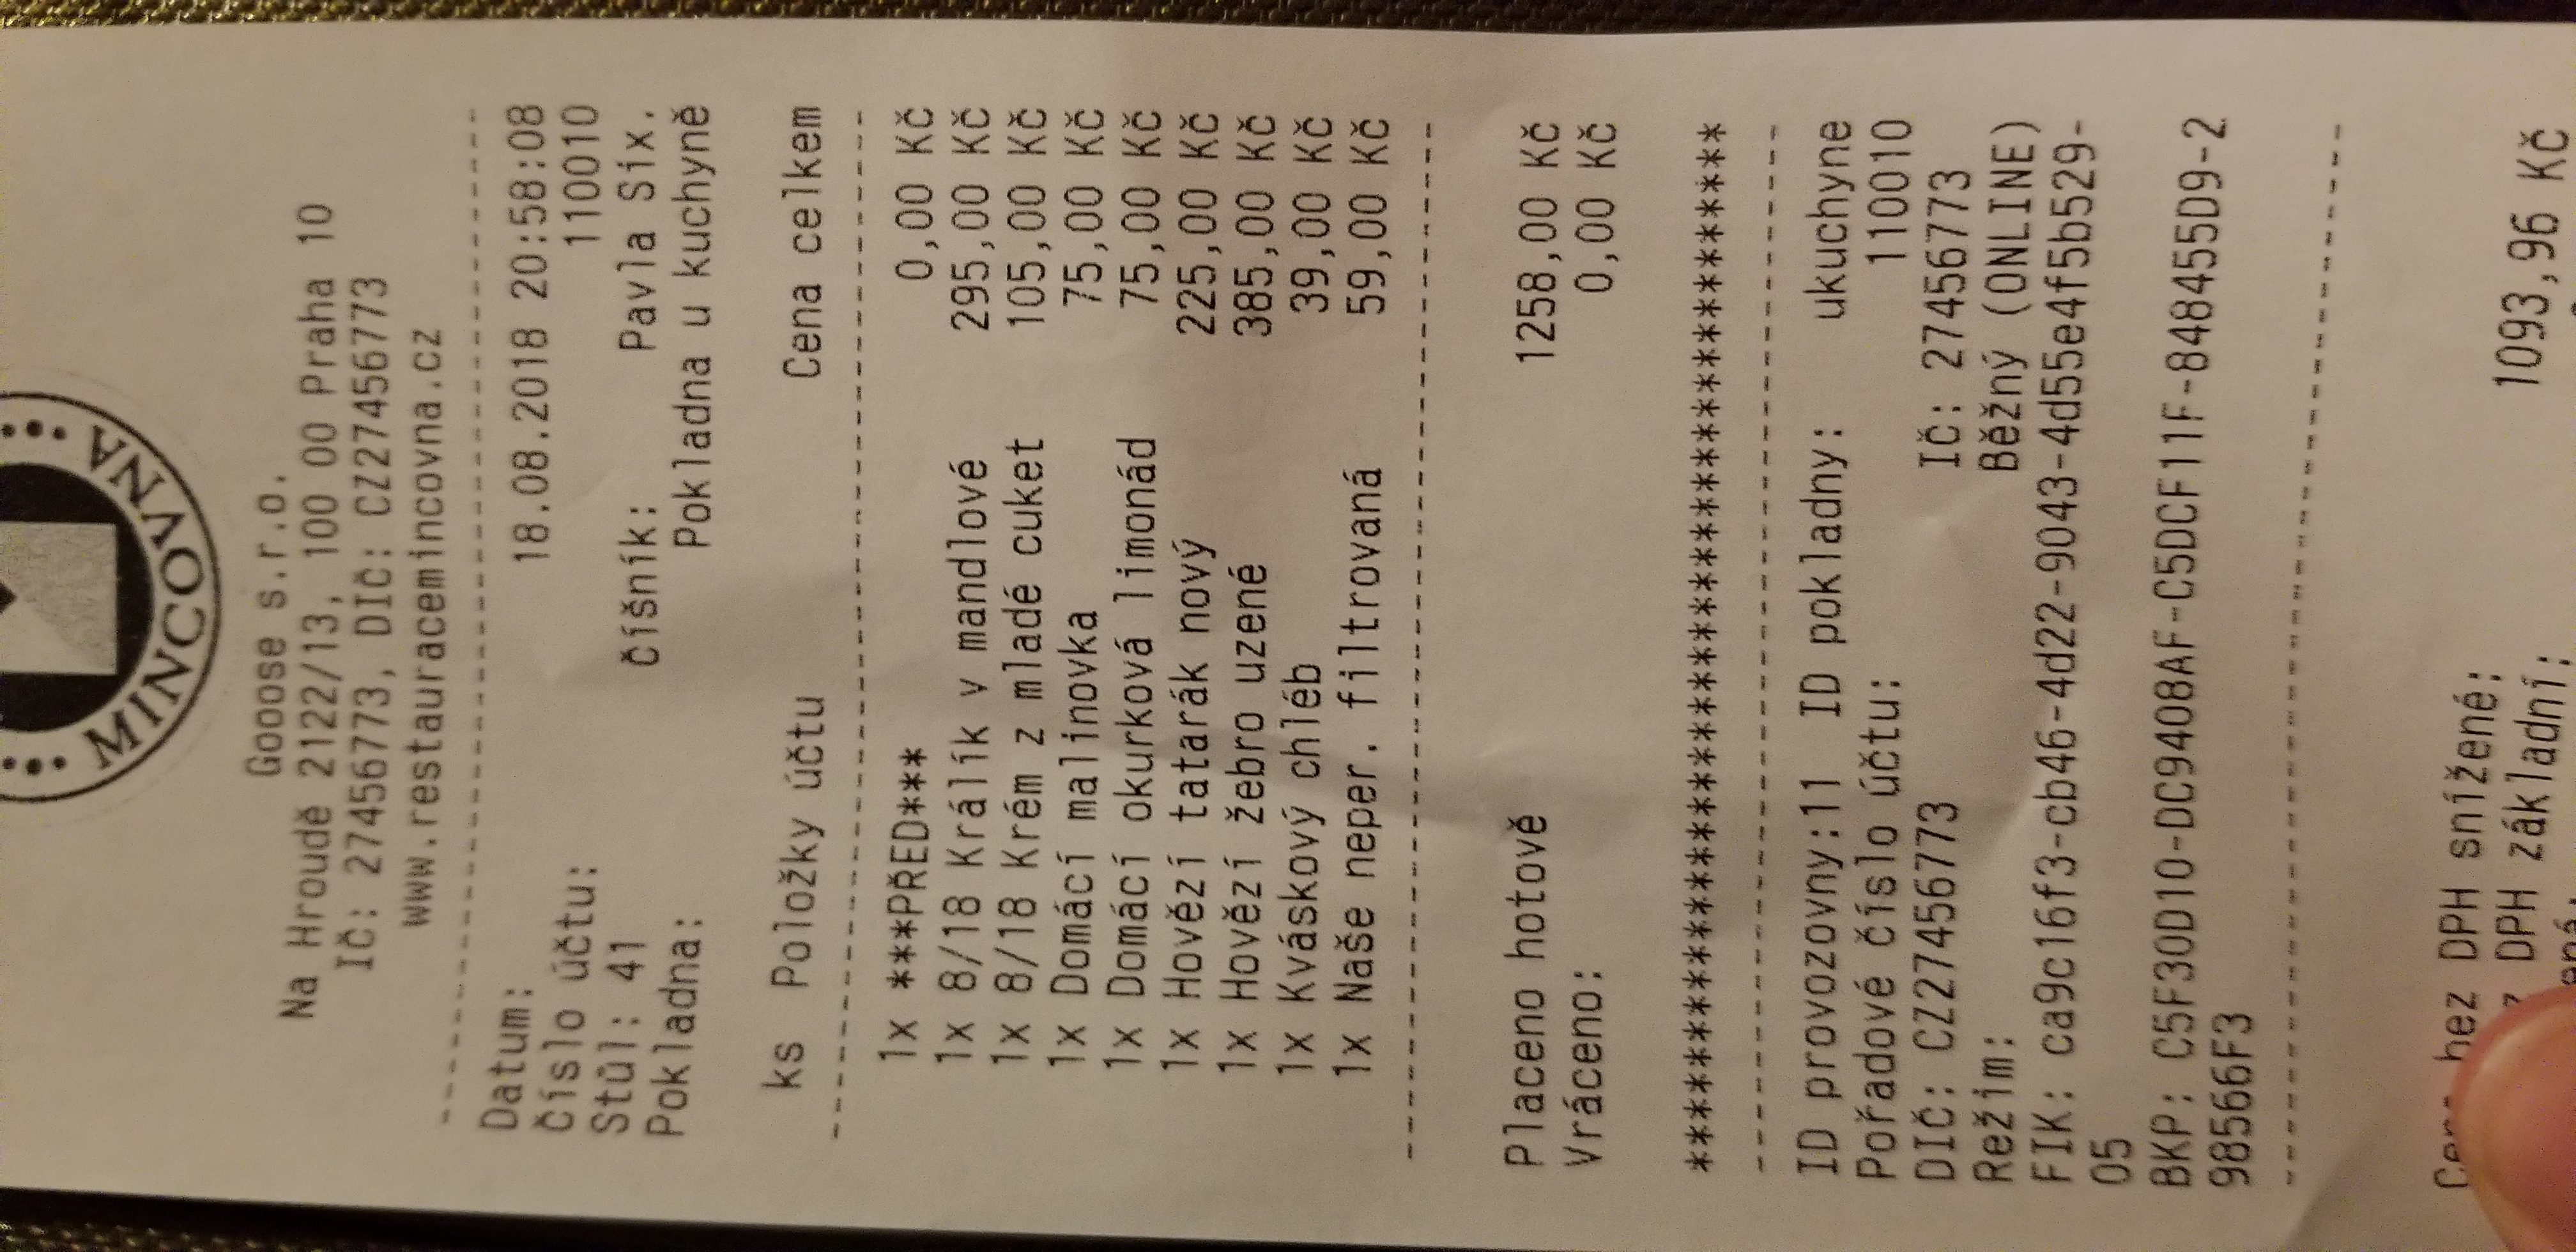 MINCOVNA
Gooose s.r.o.
Na Hroudě 2122/13, 100 00 Praha 10
IČ: 27456773, DIČ: CZ27456773
www.restauracemincovna.cz
Datum: 18.08.2018 20:58:08
Číslo účtu: 110010
Stůl: 41 Číšník: Pavla Six.
Pokladna: Pokladna u kuchyně
ks Položky účtu Cena celkem
1x ***PŘED*** 0,00 Kč
1x 8/18 Králík v mandlové 295,00 Kč
1x 8/18 Krém z mladé cuket 105,00 Kč
1x Domácí malinovka 75,00 Kč
1x Domácí okurková limonád 75,00 Kč
1x Hovězí tatarák nový 225,00 Kč
1x Hovězí žebro uzené 385,00 Kč
1x Kváskový chléb 39,00 Kč
1x Naše neper. filtrovaná 59,00 Kč
Placeno hotově 1258,00 Kč
Vráceno: 0,00 Kč
*****************************************
ID provozovny:11 ID pokladny: ukuchyne
Pořadové číslo účtu: 110010
DIČ: CZ27456773 IČ: 27456773
Režim: Běžný (ONLINE)
FIK: ca9c16f3-cb46-4d22-9043-4d55e4f5b529-
05
BKP: C5F30D10-DC9408AF-C5DCF11F-848455D9-2
98566F3
bez DPH snížené:
DPH základní: 1093,96 Kč